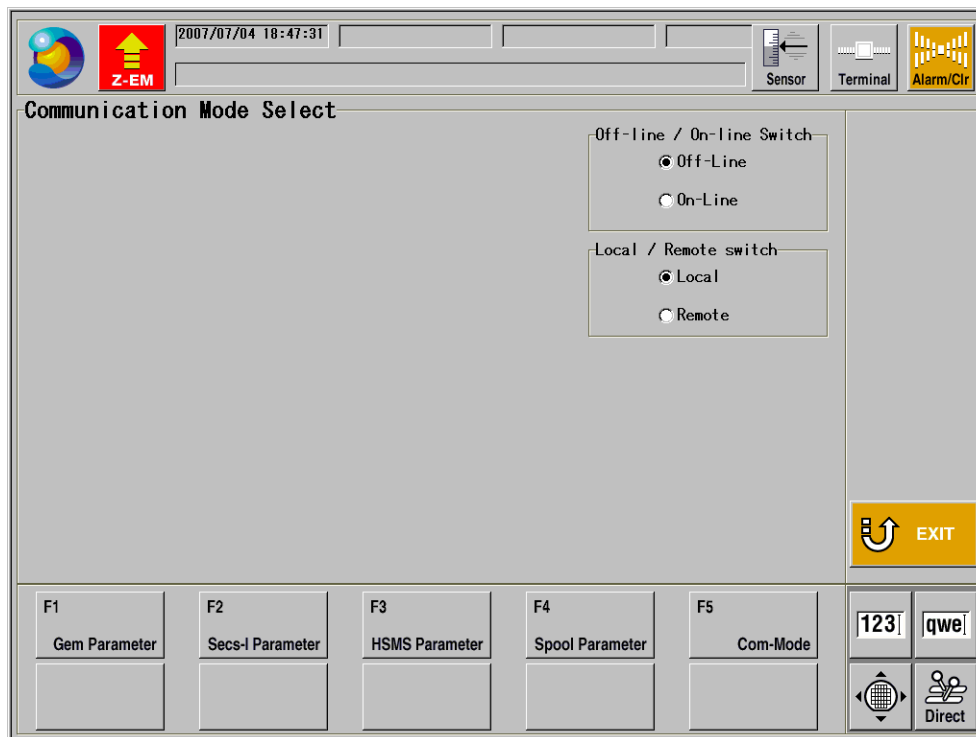 2007/07/04 18:47:31
Z-EM
Sensor
Terminal
Alarm/Clr
Communication Mode Select
Off-line / On-line Switch
Off-Line
On-Line
Local / Remote switch
Local
Remote
EXIT
F1
Gem Parameter
F2
Secs-I Parameter
F3
HSMS Parameter
F4
Spool Parameter
F5
Com-Mode
123
qwe
Direct